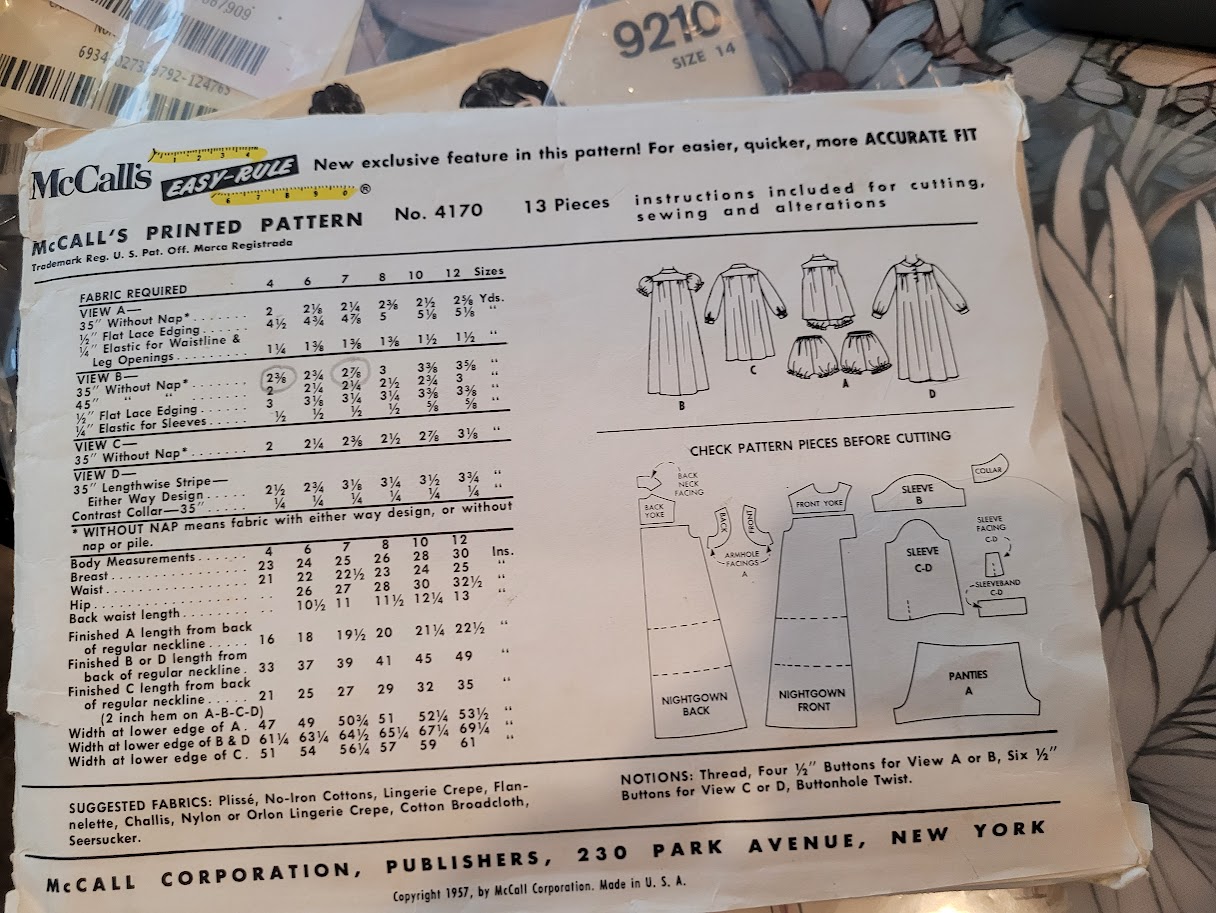 9210
SIZE 14
McCall's EASY-RULE ® New exclusive feature in this pattern! For easier, quicker, more ACCURATE FIT
1 2 3 4
6 7 8 9 0
McCALL'S PRINTED PATTERN No. 4170 13 Pieces instructions included for cutting,
sewing and alterations
Trademark Reg. U. S. Pat. Off. Marca Registrada
FABRIC REQUIRED 4 6 7 8 10 12 Sizes
VIEW A—
35" Without Nap*....... 2 2⅛ 2¼ 2⅜ 2½ 2⅝ Yds.
½" Flat Lace Edging..... 4½ 4¾ 4⅞ 5 5⅛ 5⅛ "
¼" Elastic for Waistline &
Leg Openings......... 1¼ 1⅜ 1⅜ 1⅜ 1½ 1½ "
VIEW B—
35" Without Nap*....... 2⅜ 2¾ 2⅞ 3 3⅜ 3⅝ "
45" " "....... 2 2¼ 2¼ 2½ 2¾ 3 "
½" Flat Lace Edging..... 3 3⅛ 3¼ 3¼ 3⅜ 3⅜ "
¼" Elastic for Sleeves..... ½ ½ ½ ½ ⅝ ⅝ "
VIEW C—
35" Without Nap*....... 2 2¼ 2⅜ 2½ 2⅞ 3⅛ "
VIEW D—
35" Lengthwise Stripe—
Either Way Design..... 2½ 2¾ 3⅛ 3¼ 3½ 3¾ "
Contrast Collar—35"..... ¼ ¼ ¼ ¼ ¼ ¼ "
* WITHOUT NAP means fabric with either way design, or without
nap or pile.
Body Measurements...... 4 6 7 8 10 12
Breast................ 23 24 25 26 28 30 Ins.
Waist................ 21 22 22½ 23 24 25 "
Hip.................. .. 26 27 28 30 32½ "
Back waist length........ .. 10½ 11 11½ 12¼ 13 "
Finished A length from back
of regular neckline..... 16 18 19½ 20 21¼ 22½ "
Finished B or D length from
back of regular neckline. 33 37 39 41 45 49 "
Finished C length from back
of regular neckline..... 21 25 27 29 32 35 "
(2 inch hem on A-B-C-D)
Width at lower edge of A. 47 49 50¾ 51 52¼ 53½ "
Width at lower edge of B & D 61¼ 63¼ 64½ 65¼ 67¼ 69¼ "
Width at lower edge of C. 51 54 56¼ 57 59 61 "
SUGGESTED FABRICS: Plissé, No-Iron Cottons, Lingerie Crepe, Flan-
nelette, Challis, Nylon or Orlon Lingerie Crepe, Cotton Broadcloth,
Seersucker.
B
C
A
D
CHECK PATTERN PIECES BEFORE CUTTING
BACK
NECK
FACING
BACK
YOKE
BACK
FRONT
ARMHOLE
FACINGS
A
FRONT YOKE
SLEEVE
B
COLLAR
SLEEVE
C-D
SLEEVE
FACING
C-D
SLEEVEBAND
C-D
NIGHTGOWN
BACK
NIGHTGOWN
FRONT
PANTIES
A
NOTIONS: Thread, Four ½" Buttons for View A or B, Six ½"
Buttons for View C or D, Buttonhole Twist.
McCALL CORPORATION, PUBLISHERS, 230 PARK AVENUE, NEW YORK
Copyright 1957, by McCall Corporation. Made in U. S. A.